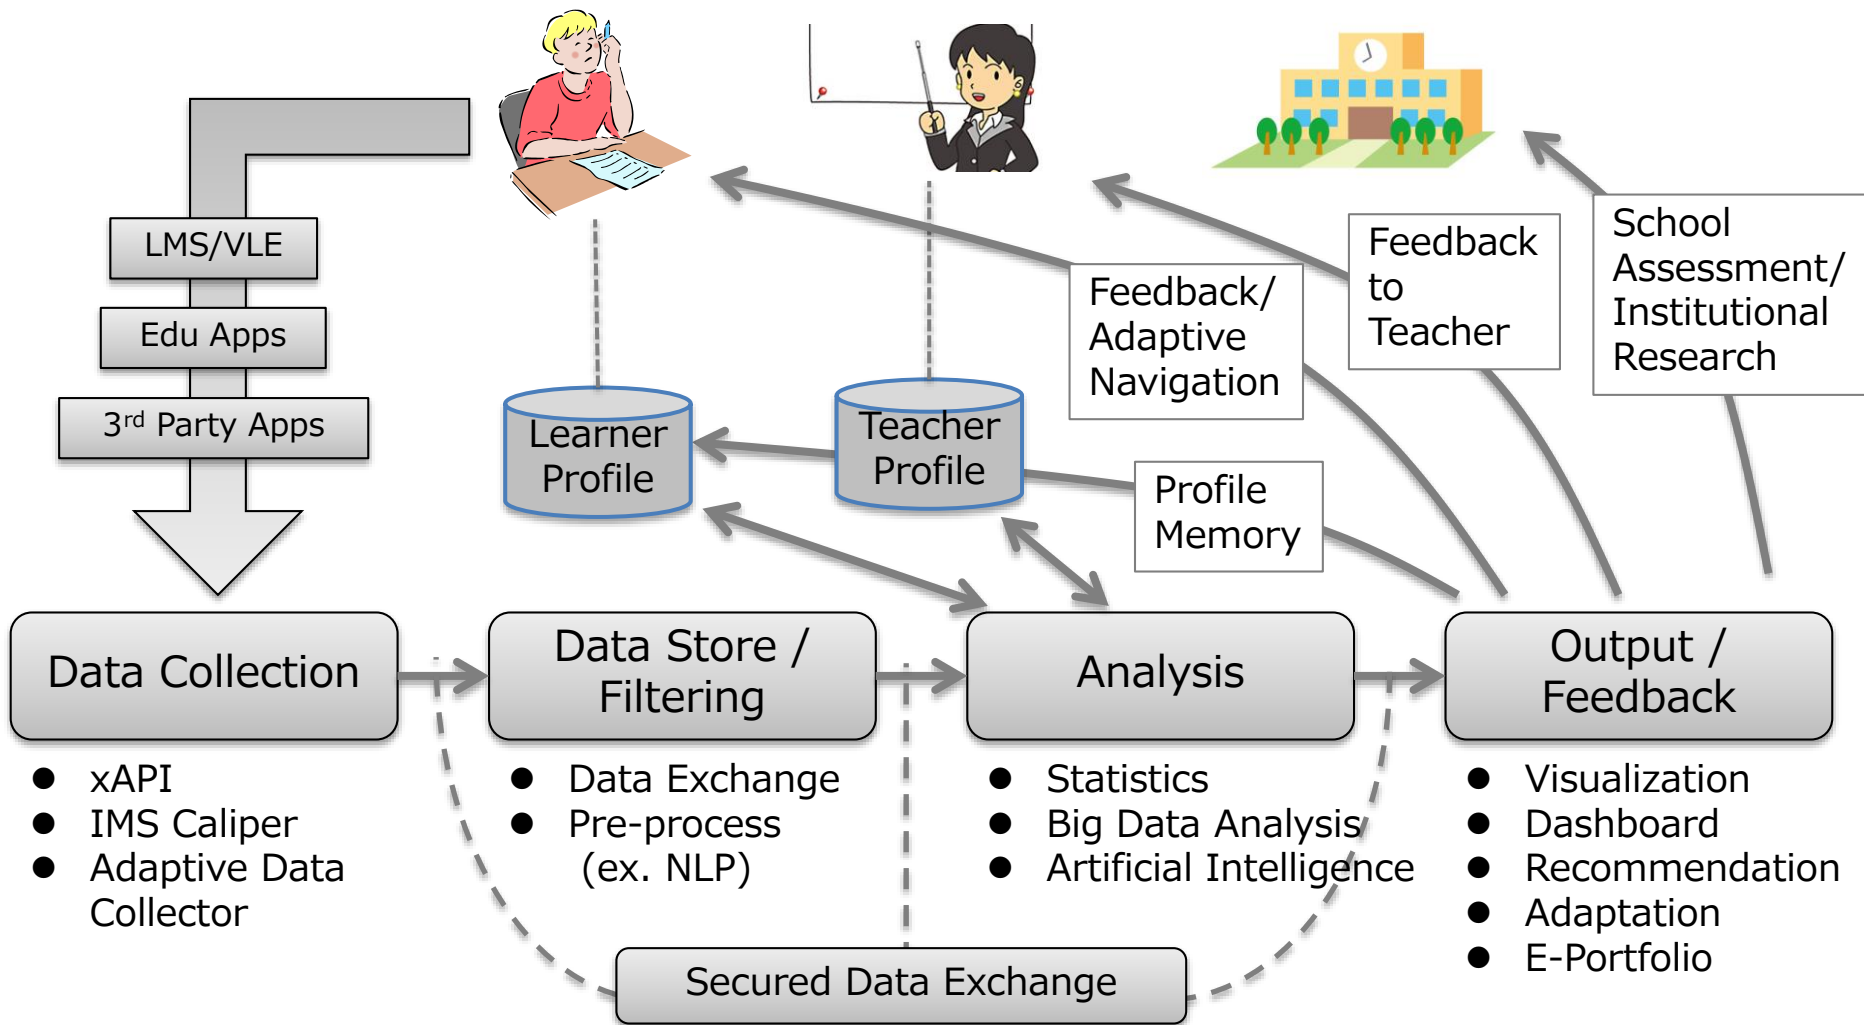 LMS/VLE
Edu Apps
3rd Party Apps
Learner
Profile
Teacher
Profile
Feedback/
Adaptive
Navigation
Feedback
to
Teacher
School
Assessment/
Institutional
Research
Profile
Memory
Data Collection
Data Store /
Filtering
Analysis
Output /
Feedback
● xAPI
● IMS Caliper
● Adaptive Data
Collector
● Data Exchange
● Pre-process
(ex. NLP)
● Statistics
● Big Data Analysis
● Artificial Intelligence
● Visualization
● Dashboard
● Recommendation
● Adaptation
● E-Portfolio
Secured Data Exchange